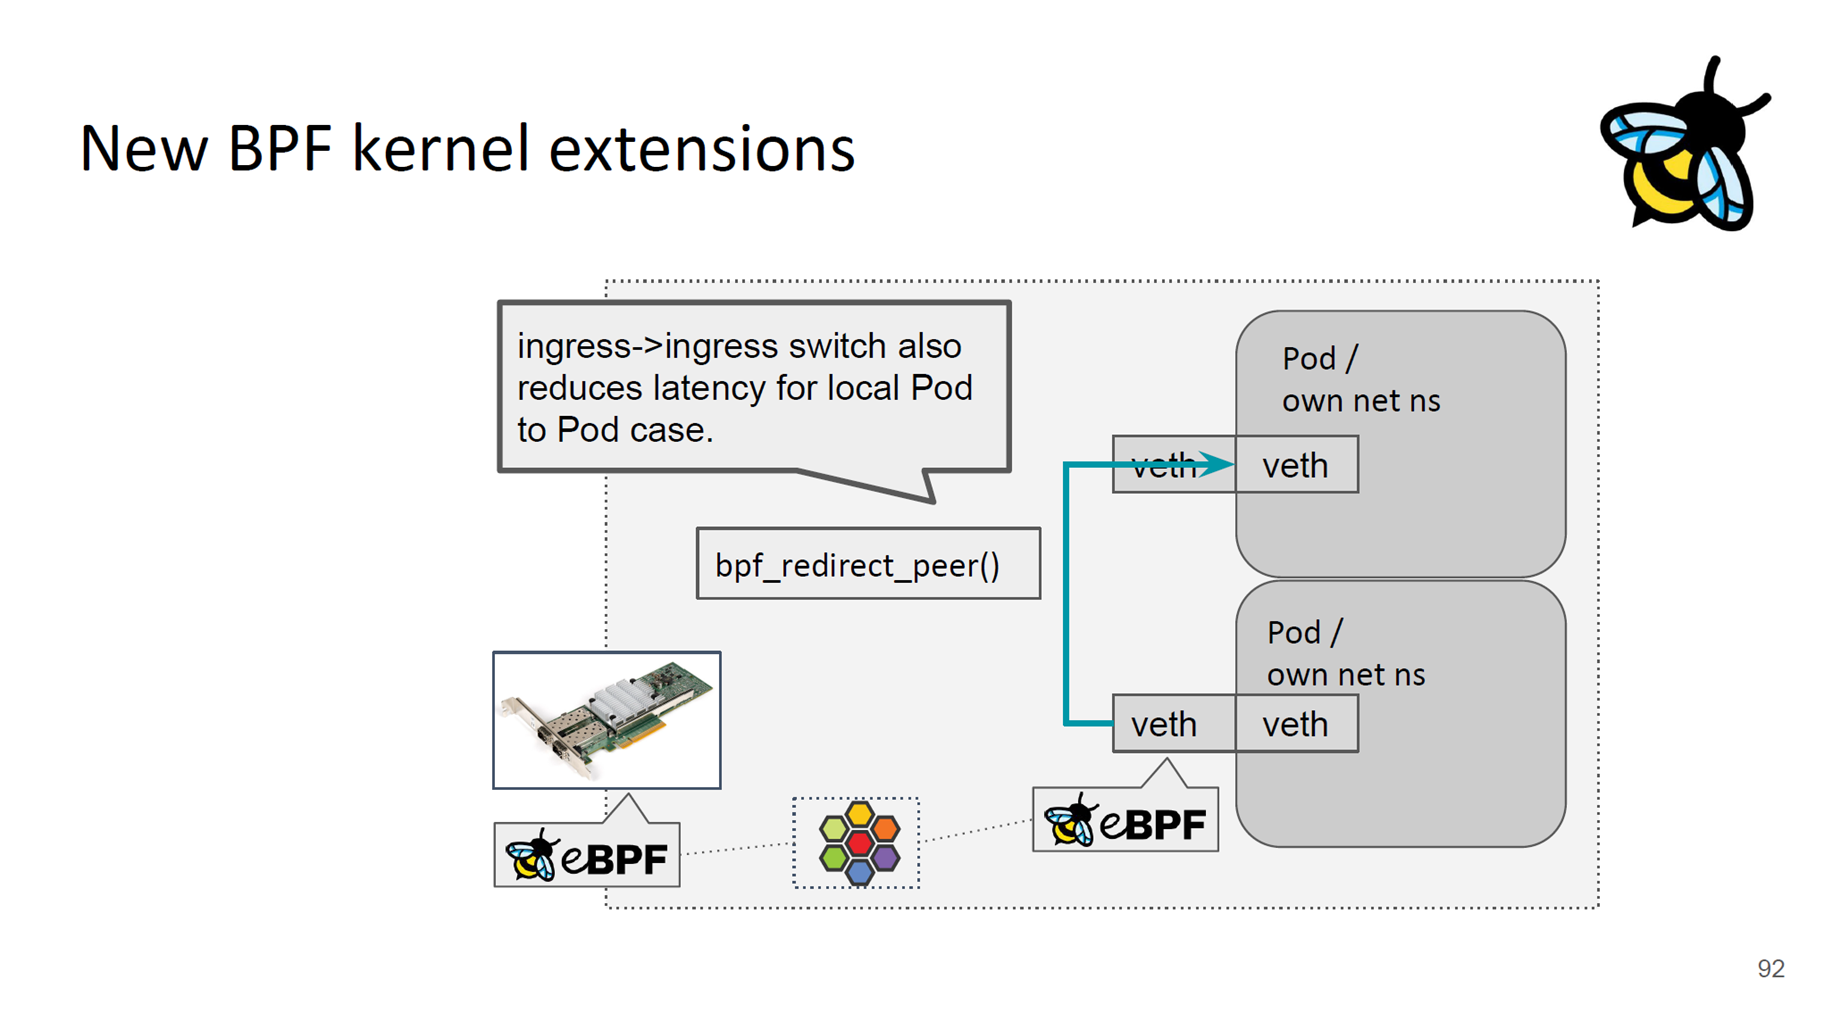 New BPF kernel extensions
ingress->ingress switch also
reduces latency for local Pod
to Pod case.
Pod /
own net ns
veth
veth
bpf_redirect_peer()
Pod /
own net ns
veth
veth
eBPF
eBPF
92